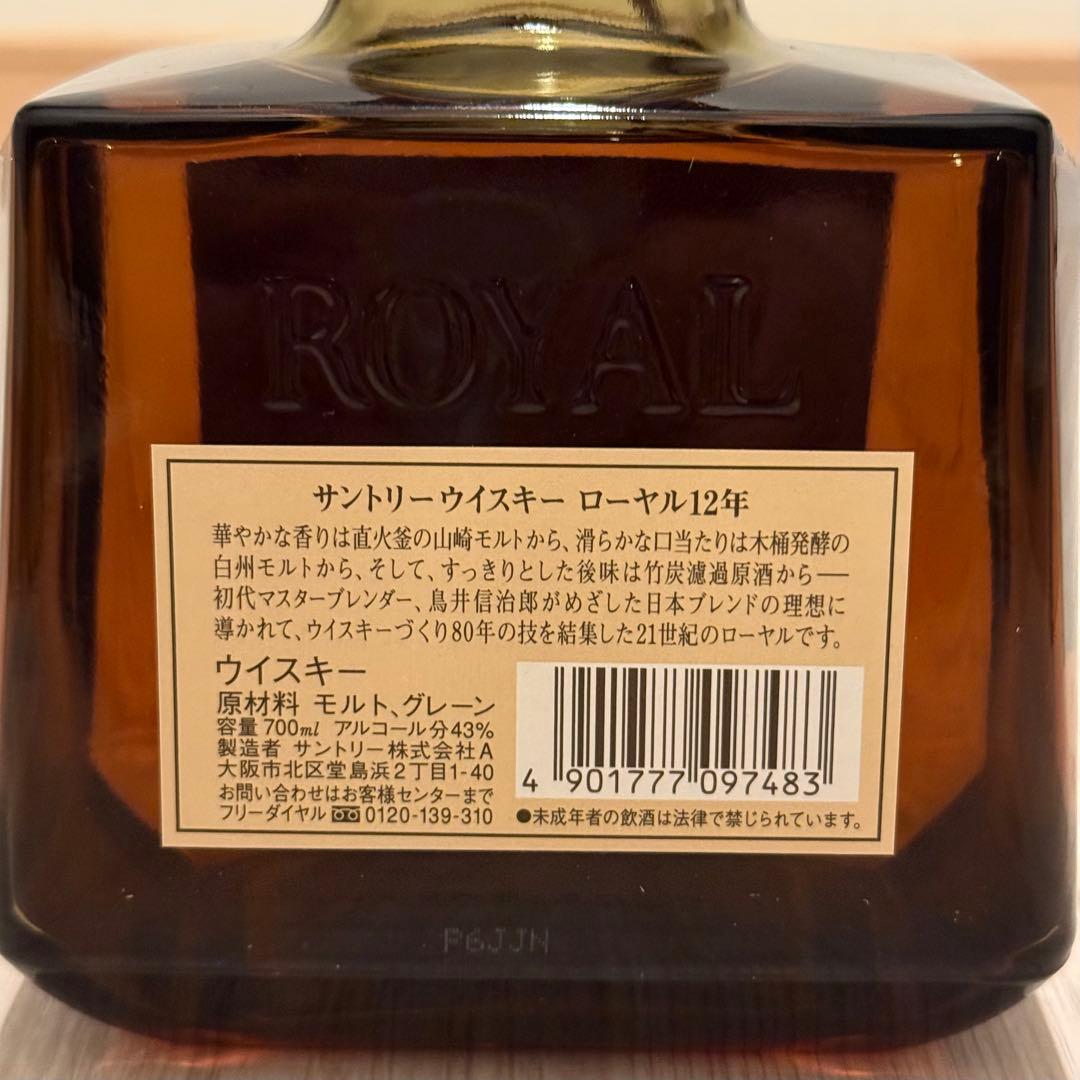 ROYAL
サントリーウイスキー ローヤル12年
華やかな香りは直火釜の山崎モルトから、滑らかな口当たりは木桶発酵の
白州モルトから、そして、すっきりとした後味は竹炭濾過原酒から──
初代マスターブレンダー、鳥井信治郎がめざした日本ブレンドの理想に
導かれて、ウイスキーづくり80年の技を結集した21世紀のローヤルです。
ウイスキー
原材料 モルト、グレーン
容量 700ml アルコール分43%
製造者 サントリー株式会社A
大阪市北区堂島浜2丁目1-40
お問い合わせはお客様センターまで
フリーダイヤル 0120-139-310
4 901777 097483
●未成年者の飲酒は法律で禁じられています。
P6JJN